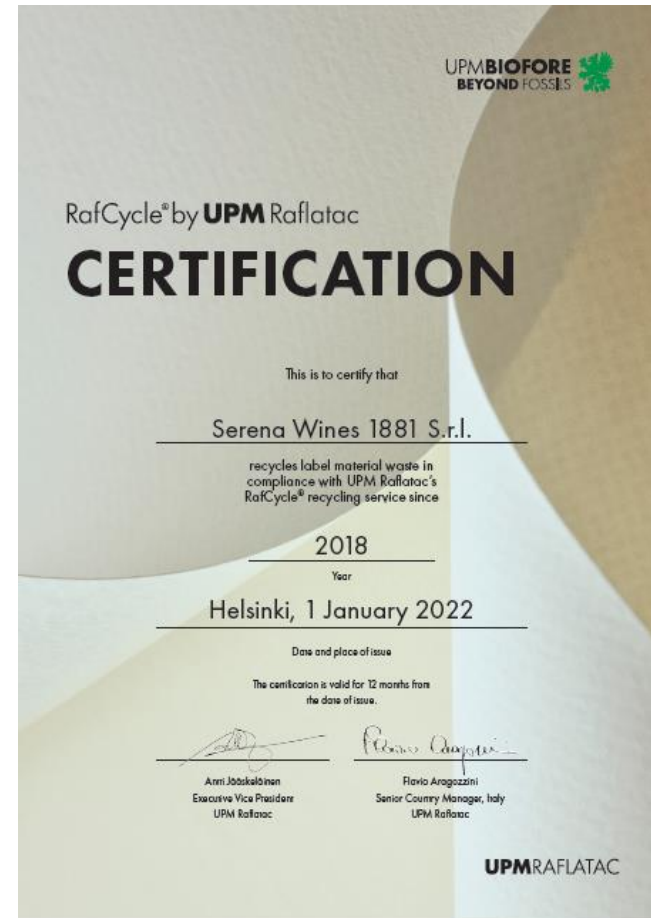 UPMBIOFORE
BEYOND FOSSILS
RafCycle® by UPM Raflatac
CERTIFICATION
This is to certify that
Serena Wines 1881 S.r.l.
recycles label material waste in
compliance with UPM Raflatac's
RafCycle® recycling service since
2018
Year
Helsinki, 1 January 2022
Date and place of issue
The certification is valid for 12 months from
the date of issue.
Antti Jääskeläinen
Executive Vice President
UPM Raflatac
Flavio Aragozzini
Senior Country Manager, Italy
UPM Raflatac
UPMRAFLATAC